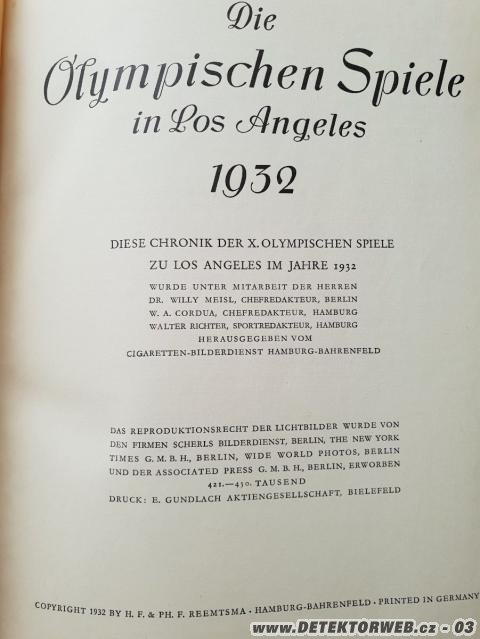 Die
Olympischen Spiele
in Los Angeles
1932
DIESE CHRONIK DER X. OLYMPISCHEN SPIELE
ZU LOS ANGELES IM JAHRE 1932
WURDE UNTER MITARBEIT DER HERREN
DR. WILLY MEISL, CHEFREDAKTEUR, BERLIN
W. A. CORDUA, CHEFREDAKTEUR, HAMBURG
WALTER RICHTER, SPORTREDAKTEUR, HAMBURG
HERAUSGEGEBEN VOM
CIGARETTEN-BILDERDIENST HAMBURG-BAHRENFELD
DAS REPRODUKTIONSRECHT DER LICHTBILDER WURDE VON
DEN FIRMEN SCHERLS BILDERDIENST, BERLIN, THE NEW YORK
TIMES G. M. B. H., BERLIN, WIDE WORLD PHOTOS, BERLIN
UND DER ASSOCIATED PRESS G. M. B. H., BERLIN, ERWORBEN
421.—450. TAUSEND
DRUCK: E. GUNDLACH AKTIENGESELLSCHAFT, BIELEFELD
COPYRIGHT 1932 BY H. F. & PH. F. REEMTSMA · HAMBURG-BAHRENFELD · PRINTED IN GERMANY
www.DETEKTORWEB.cz - 03